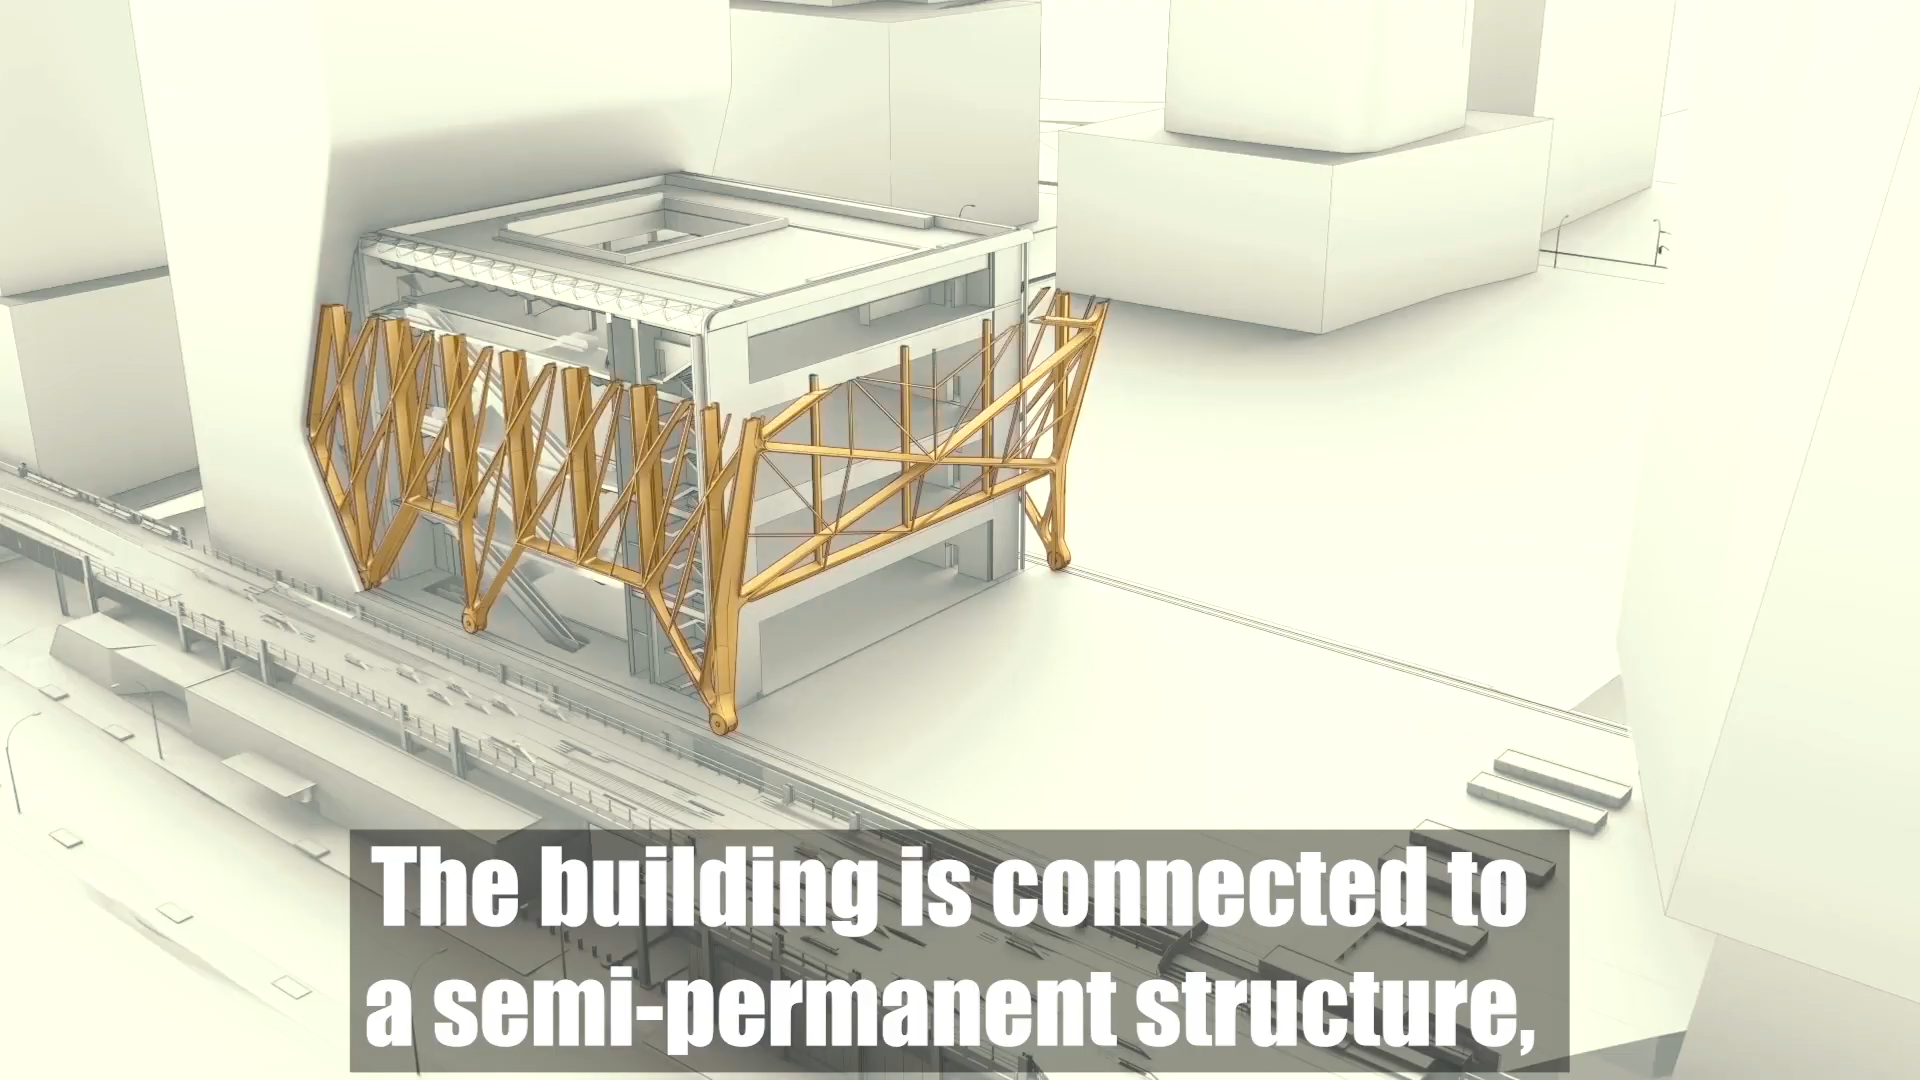 The building is connected to
a semi-permanent structure,